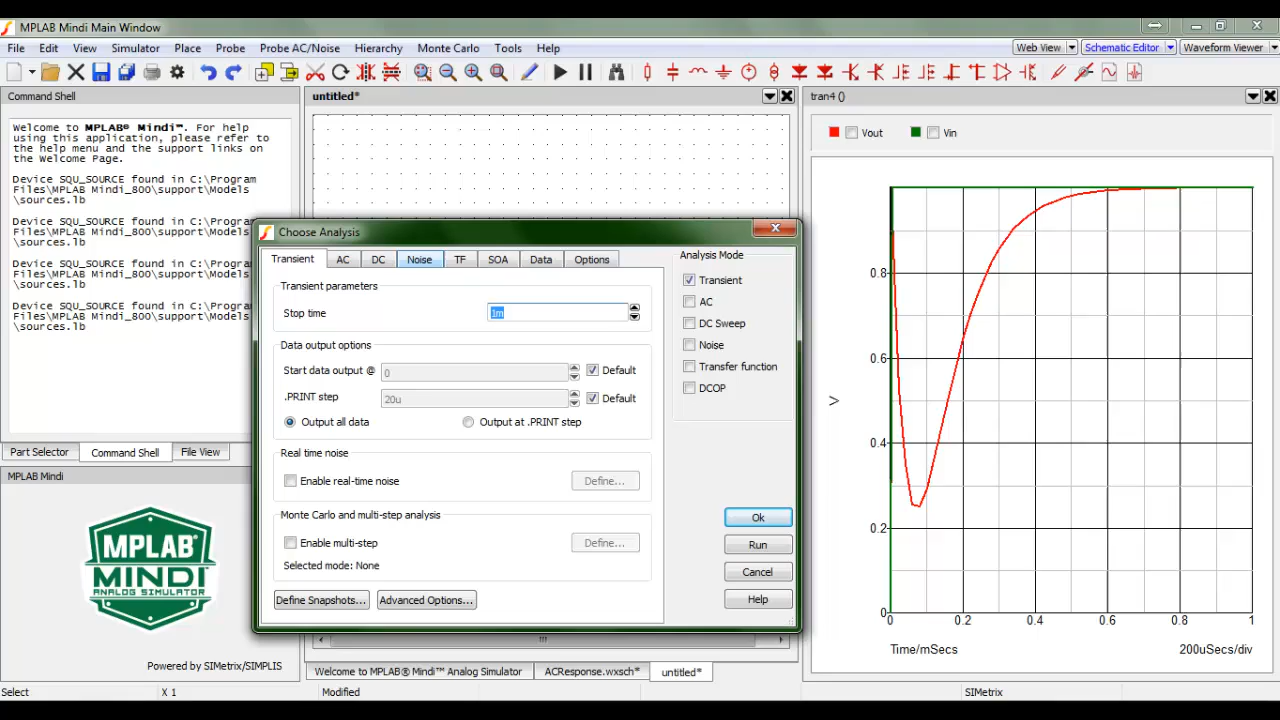 MPLAB Mindi Main Window
File Edit View Simulator Place Probe Probe AC/Noise Hierarchy Monte Carlo Tools Help
Web View Schematic Editor Waveform Viewer
Command Shell
Welcome to MPLAB® Mindi™. For help
using this application, please refer to
the help menu and the support links on
the Welcome Page.
Device SQU_SOURCE found in C:\Program
Files\MPLAB Mindi_800\support\Models
\sources.lb
Device SQU_SOURCE found in C:\Program
Files\MPLAB Mindi_800\support\Models
\sources.lb
Device SQU_SOURCE found in C:\Program
Files\MPLAB Mindi_800\support\Models
\sources.lb
Device SQU_SOURCE found in C:\Program
Files\MPLAB Mindi_800\support\Models
\sources.lb
Part Selector Command Shell File View
MPLAB Mindi
MPLAB
MINDI
ANALOG SIMULATOR
Powered by SIMetrix/SIMPLIS
untitled*
Choose Analysis
Transient AC DC Noise TF SOA Data Options
Transient parameters
Stop time 1m
Data output options
Start data output @ 0 Default
.PRINT step 20u Default
Output all data Output at .PRINT step
Real time noise
Enable real-time noise Define...
Monte Carlo and multi-step analysis
Enable multi-step Define...
Selected mode: None
Define Snapshots... Advanced Options...
Analysis Mode
Transient
AC
DC Sweep
Noise
Transfer function
DCOP
Ok
Run
Cancel
Help
Welcome to MPLAB® Mindi™ Analog Simulator ACResponse.wxsch* untitled*
tran4 ()
Vout Vin
>
0.8
0.6
0.4
0.2
0
0 0.2 0.4 0.6 0.8 1
Time/mSecs 200uSecs/div
Select X 1 Modified SIMetrix